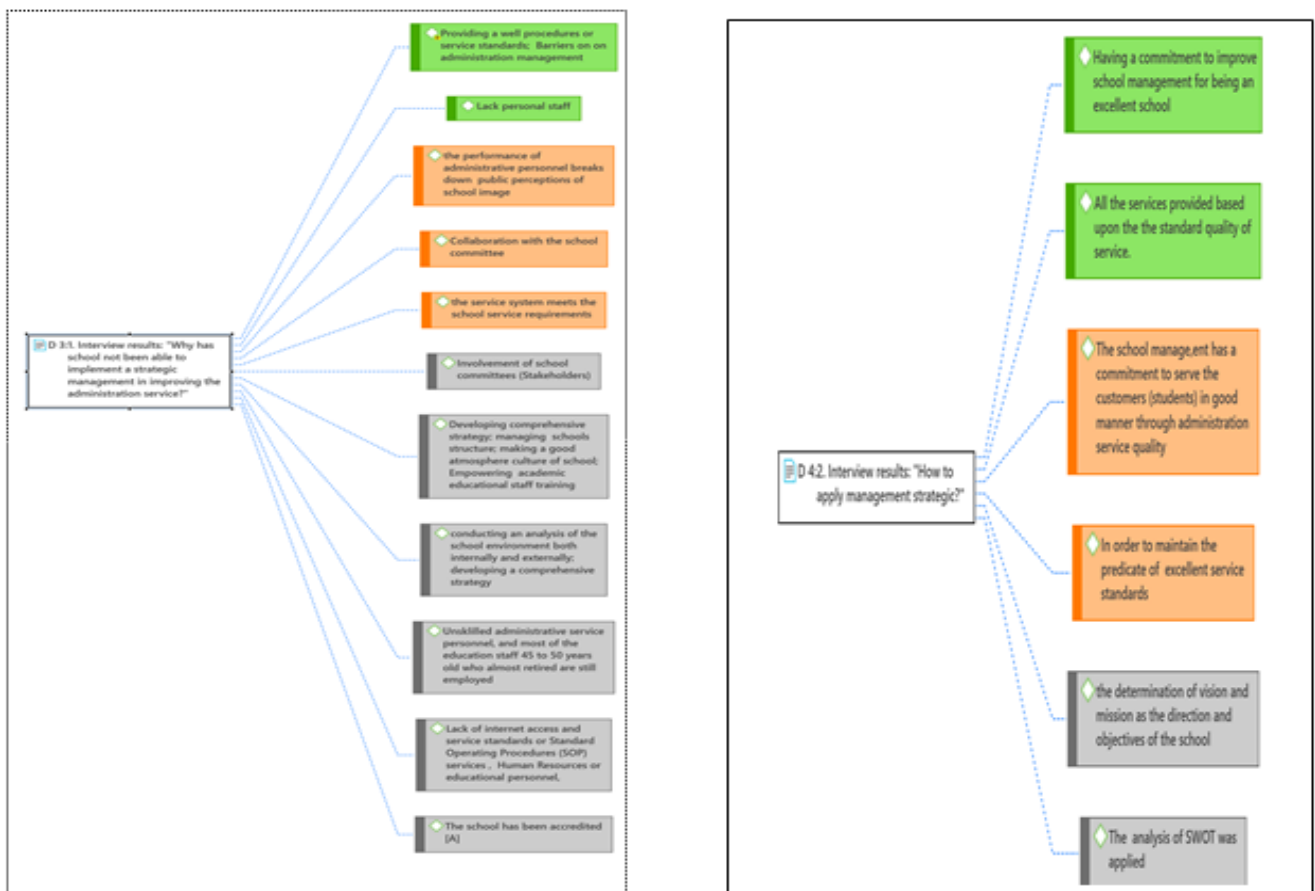 D 3:1. Interview results: "Why has
school not been able to
implement a strategic
management in improving the
administration service?"
Providing a well procedures or
service standards; Barriers on on
administration management
Lack personal staff
the performance of
administrative personnel breaks
down public perceptions of
school image
Collaboration with the school
committee
the service system meets the
school service requirements
Involvement of school
committees (Stakeholders)
Developing comprehensive
strategy; managing schools
structure; making a good
atmosphere culture of school;
Empowering academic
educational staff training
conducting an analysis of the
school environment both
internally and externally;
developing a comprehensive
strategy
Unsklilled administrative service
personnel, and most of the
education staff 45 to 50 years
old who almost retired are still
employed
Lack of internet access and
service standards or Standard
Operating Procedures (SOP)
services , Human Resources or
educational personnel,
The school has been accredited
[A]
D 4:2. Interview results: "How to
apply management strategic?"
Having a commitment to improve
school management for being an
excellent school
All the services provided based
upon the the standard quality of
service.
The school manage,ent has a
commitment to serve the
customers (students) in good
manner through administration
service quality
In order to maintain the
predicate of excellent service
standards
the determination of vision and
mission as the direction and
objectives of the school
The analysis of SWOT was
applied